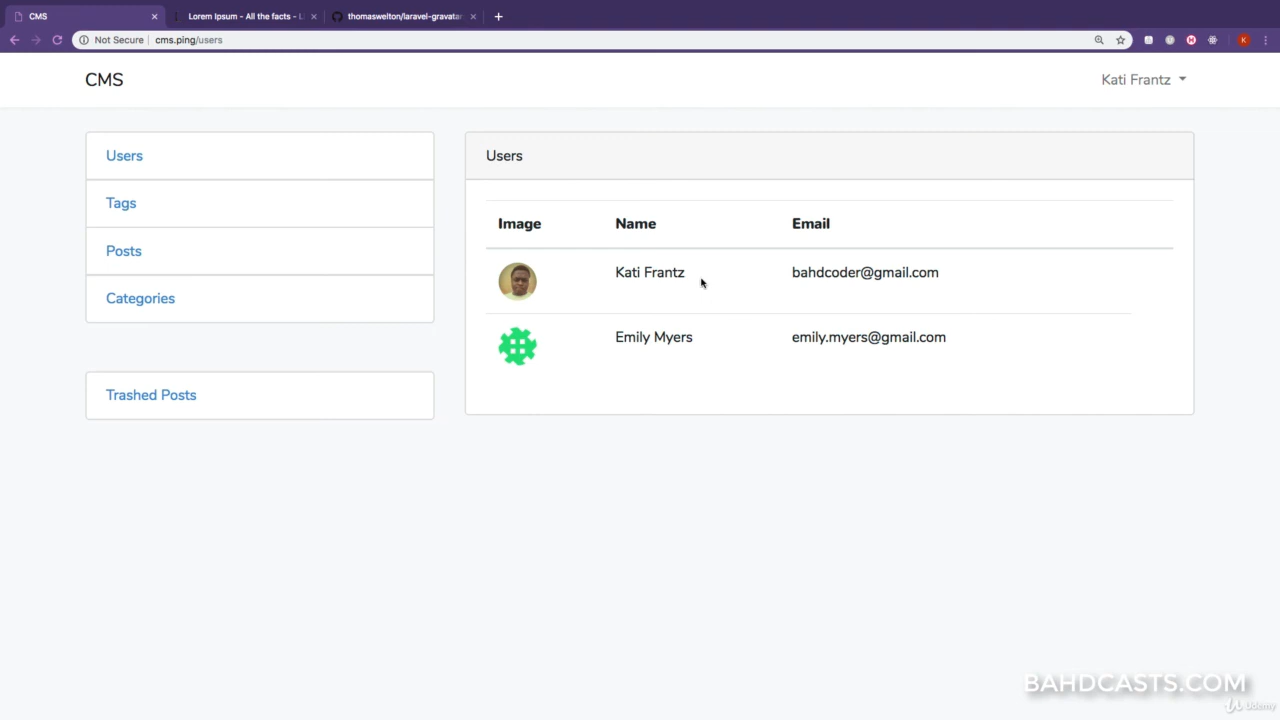 CMS
Lorem Ipsum - All the facts - L
thomaswelton/laravel-gravatar
Not Secure
cms.ping/users
K
CMS
Kati Frantz
Users
Tags
Posts
Categories
Trashed Posts
Users
Image Name Email
Kati Frantz bahdcoder@gmail.com
Emily Myers emily.myers@gmail.com
BAHDCASTS.COM
Udemy